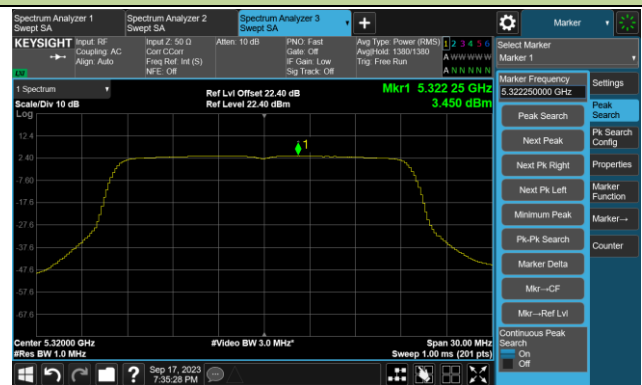 Spectrum Analyzer 1
Swept SA
Spectrum Analyzer 2
Swept SA
Spectrum Analyzer 3
Swept SA
+
Marker
KEYSIGHT
Input: RF
Coupling: AC
Align: Auto
Input Z: 50 Ω
Corr CCorr
Freq Ref: Int (S)
NFE: Off
Atten: 10 dB
PNO: Fast
Gate: Off
IF Gain: Low
Sig Track: Off
Avg Type: Power (RMS)
Avg|Hold: 1380/1380
Trig: Free Run
1 2 3 4 5 6
A W W W W W
A N N N N N
LW
Select Marker
Marker 1
1 Spectrum
Scale/Div 10 dB
Log
Ref Lvl Offset 22.40 dB
Ref Level 22.40 dBm
Mkr1 5.322 25 GHz
3.450 dBm
12.4
2.40
-7.60
-17.6
-27.6
-37.6
-47.6
-57.6
-67.6
1
Center 5.32000 GHz
#Res BW 1.0 MHz
#Video BW 3.0 MHz*
Span 30.00 MHz
Sweep 1.00 ms (201 pts)
Marker Frequency
5.322250000 GHz
Peak Search
Next Peak
Next Pk Right
Next Pk Left
Minimum Peak
Pk-Pk Search
Marker Delta
Mkr→CF
Mkr→Ref Lvl
Continuous Peak
Search
On
Off
Settings
Peak
Search
Pk Search
Config
Properties
Marker
Function
Marker→
Counter
?
Sep 17, 2023
7:35:28 PM